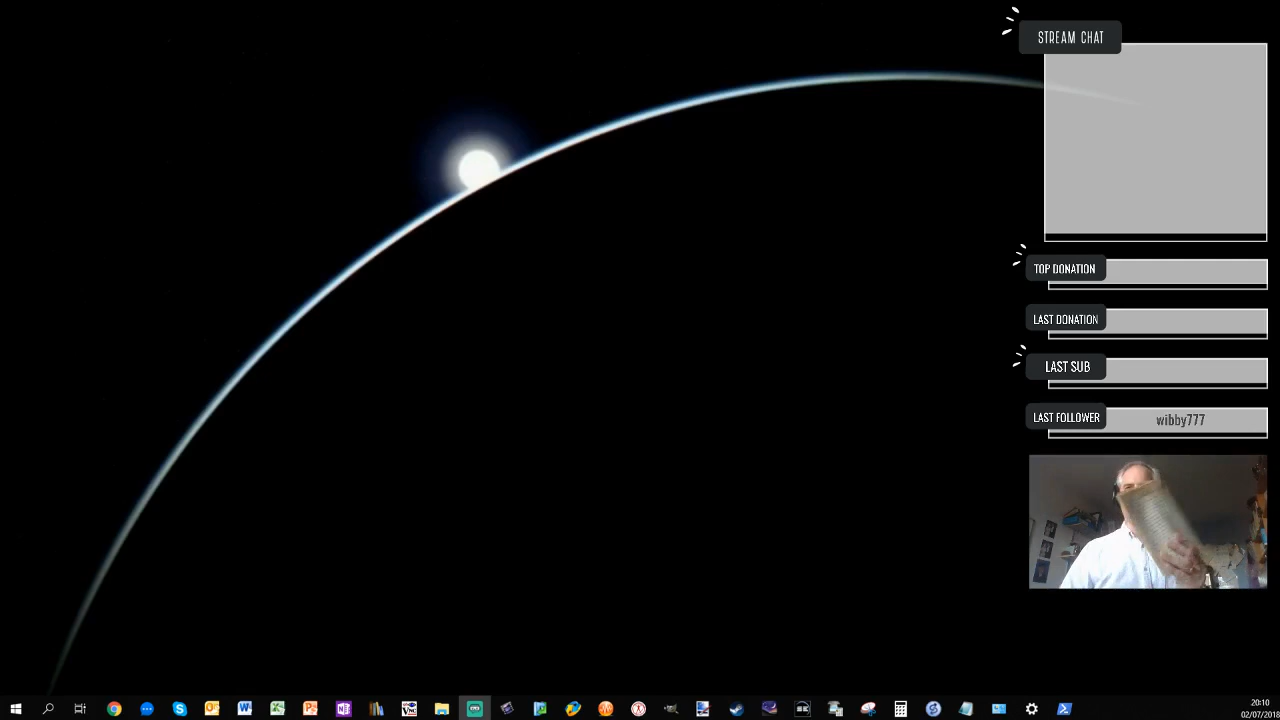 STREAM CHAT
TOP DONATION
LAST DONATION
LAST SUB
LAST FOLLOWER
wibby777
20:10
02/07/2018